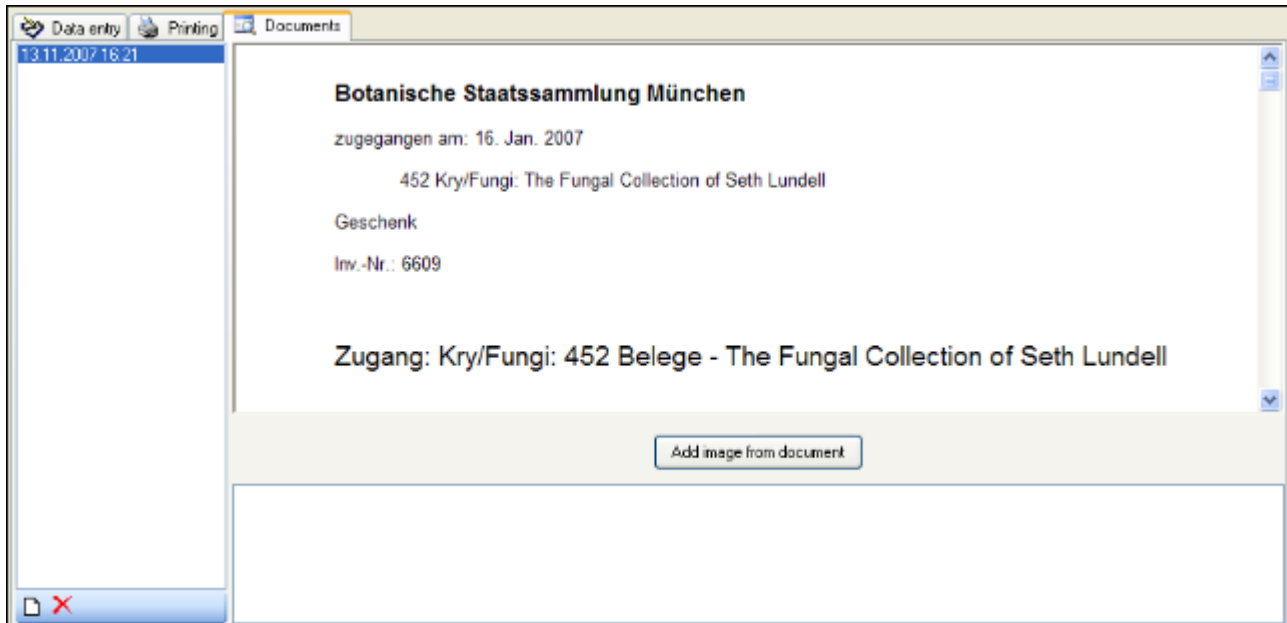 Data entry Printing Documents
13.11.2007 16:21
Botanische Staatssammlung München
zugegangen am: 16. Jan. 2007
452 Kry/Fungi: The Fungal Collection of Seth Lundell
Geschenk
Inv.-Nr.: 6609
Zugang: Kry/Fungi: 452 Belege - The Fungal Collection of Seth Lundell
Add image from document